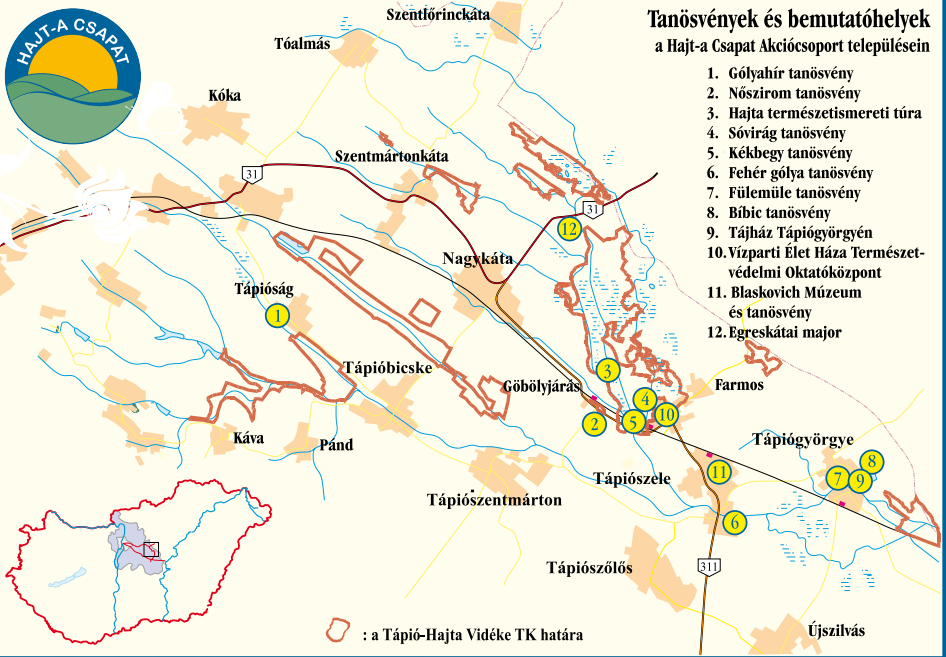 HAJT-A CSAPAT
Tanösvények és bemutatóhelyek
a Hajt-a Csapat Akciócsoport településein
1. Gólyahír tanösvény
2. Nőszirom tanösvény
3. Hajta természetismereti túra
4. Sóvirág tanösvény
5. Kékbegy tanösvény
6. Fehér gólya tanösvény
7. Fülemüle tanösvény
8. Bíbic tanösvény
9. Tájház Tápiógyörgyén
10. Vízparti Élet Háza Természet-
védelmi Oktatóközpont
11. Blaskovich Múzeum
és tanösvény
12. Egreskátai major
Szentlőrinckáta
Tóalmás
Kóka
Szentmártonkáta
31
31
12
Nagykáta
Tápióság
1
Tápióbicske
Göbölyjárás
3
Farmos
4
10
2
5
Káva
Pánd
Tápiógyörgye
8
7
9
11
Tápiószele
Tápiószentmárton
6
Tápiószőlős
311
Újszilvás
: a Tápió-Hajta Vidéke TK határa